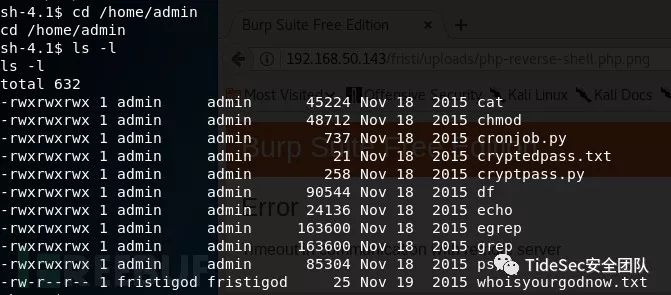 sh-4.1$ cd /home/admin
cd /home/admin
sh-4.1$ ls -l
ls -l
total 632
-rwxrwxrwx 1 admin admin 45224 Nov 18 2015 cat
-rwxrwxrwx 1 admin admin 48712 Nov 18 2015 chmod
-rwxrwxrwx 1 admin admin 737 Nov 18 2015 cronjob.py
-rwxrwxrwx 1 admin admin 21 Nov 18 2015 cryptedpass.txt
-rwxrwxrwx 1 admin admin 258 Nov 18 2015 cryptpass.py
-rwxrwxrwx 1 admin admin 90544 Nov 18 2015 df
-rwxrwxrwx 1 admin admin 24136 Nov 18 2015 echo
-rwxrwxrwx 1 admin admin 163600 Nov 18 2015 egrep
-rwxrwxrwx 1 admin admin 163600 Nov 18 2015 grep
-rwxrwxrwx 1 admin admin 85304 Nov 18 2015 ps
-rw-r--r-- 1 fristigod fristigod 25 Nov 19 2015 whoisyourgodnow.txt
Burp Suite Free Edition
192.168.50.143/fristi/uploads/php-reverse-shell.php.png
Most Visited
Offensive Security
Kali Linux
Kali Docs
Burp Suite Free Edition
Error
server
TideSec安全团队